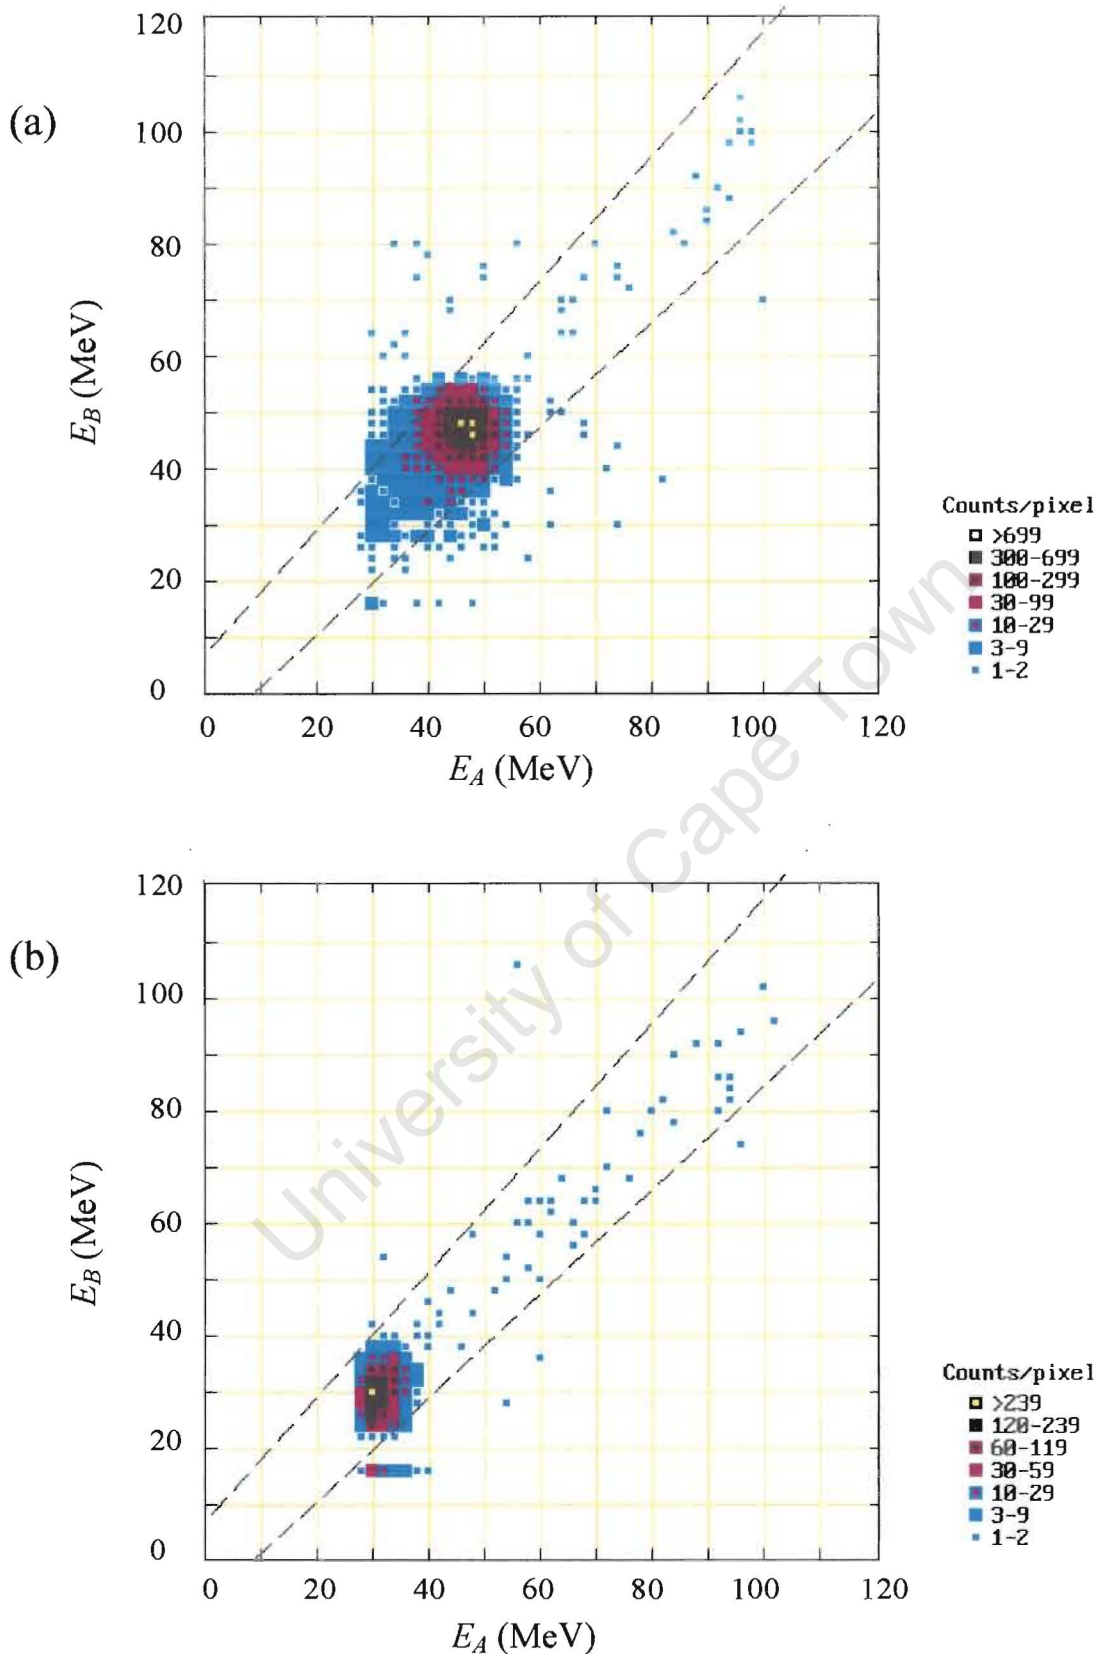 (a)
120
100
80
60
40
20
0
E_B (MeV)
0 20 40 60 80 100 120
E_A (MeV)
Counts/pixel
>699
300-699
100-299
30-99
10-29
3-9
1-2
University of Cape Town
(b)
120
100
80
60
40
20
0
E_B (MeV)
0 20 40 60 80 100 120
E_A (MeV)
Counts/pixel
>239
120-239
60-119
30-59
10-29
3-9
1-2